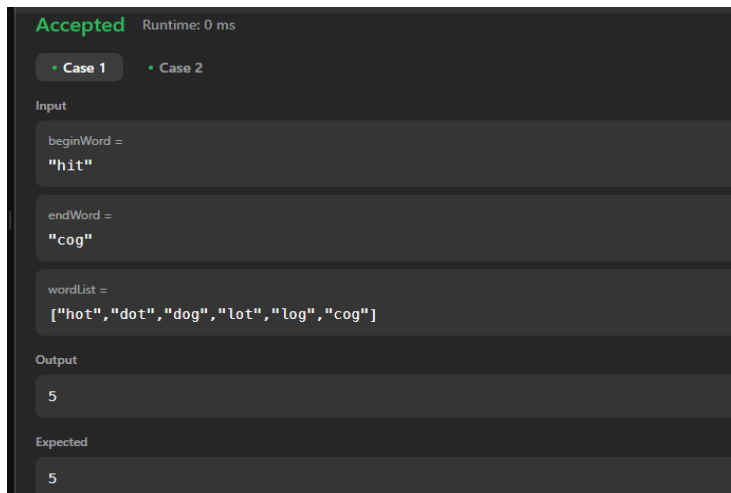 Accepted Runtime: 0 ms
• Case 1 • Case 2
Input
beginWord =
"hit"
endWord =
"cog"
wordList =
["hot","dot","dog","lot","log","cog"]
Output
5
Expected
5